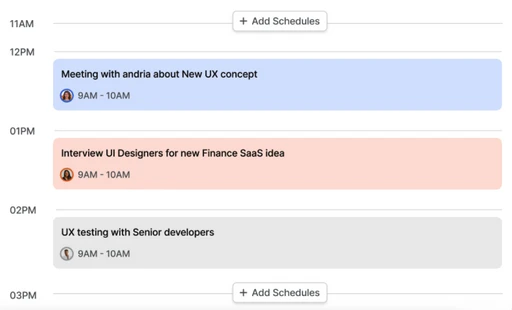 11AM
+ Add Schedules
12PM
Meeting with andria about New UX concept
9AM - 10AM
01PM
Interview UI Designers for new Finance SaaS idea
9AM - 10AM
02PM
UX testing with Senior developers
9AM - 10AM
03PM
+ Add Schedules